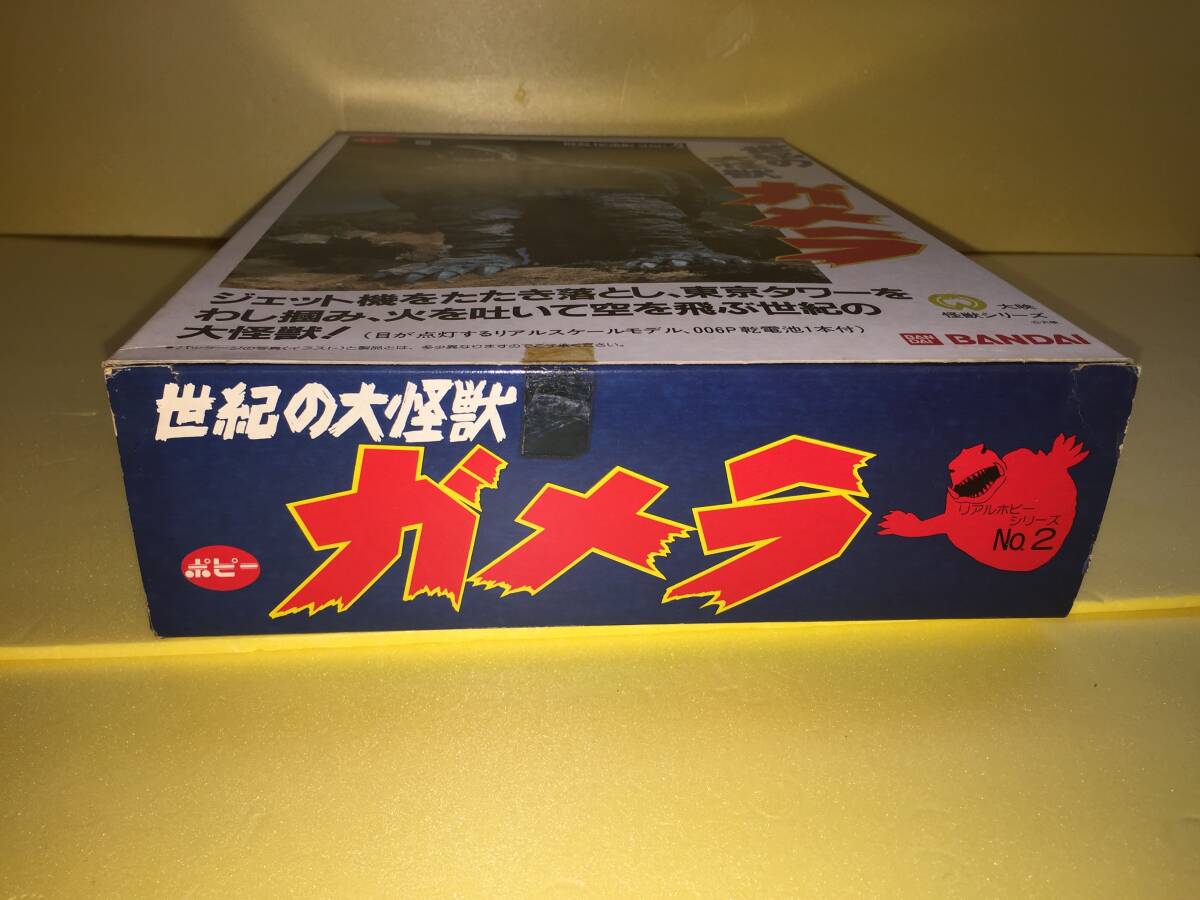 ガメラ
ジェット機をたたき落とし、東京タワーを
わし掴み、火を吐いて空を飛ぶ世紀の
大怪獣!
(目が点灯するリアルスケールモデル、006P乾電池1本付)
大映
怪獣シリーズ
BAN
DAI
BANDAI
世紀の大怪獣
ガメラ
ポピー
リアルホビー
シリーズ
No.2